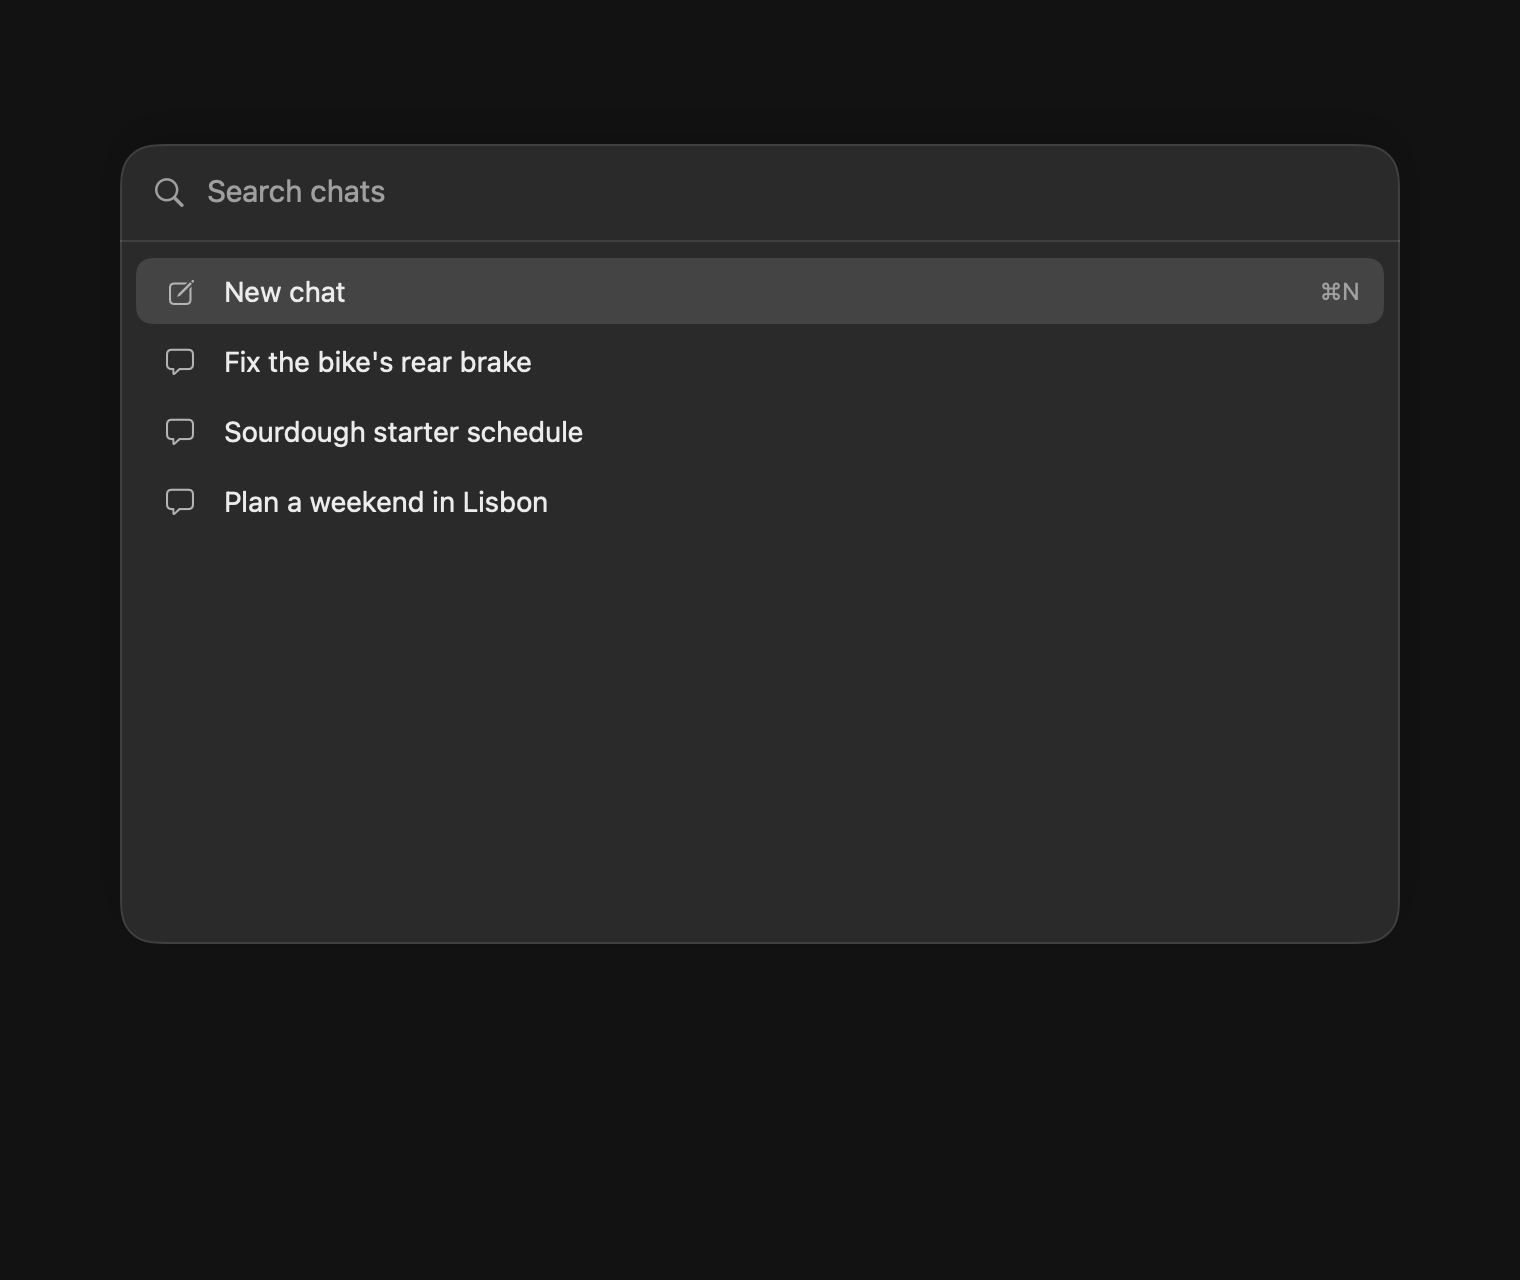 Search chats
New chat ⌘N
Fix the bike's rear brake
Sourdough starter schedule
Plan a weekend in Lisbon